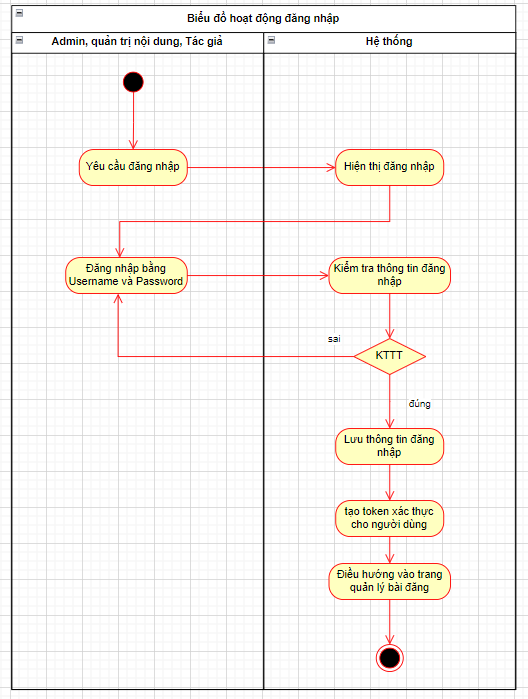 Biểu đồ hoạt động đăng nhập
Admin, quản trị nội dung, Tác giả
Hệ thống
Yêu cầu đăng nhập
Hiện thị đăng nhập
Đăng nhập bằng
Username và Password
Kiểm tra thông tin đăng
nhập
sai
KTTT
đúng
Lưu thông tin đăng
nhập
tạo token xác thực
cho người dùng
Điều hướng vào trang
quản lý bài đăng